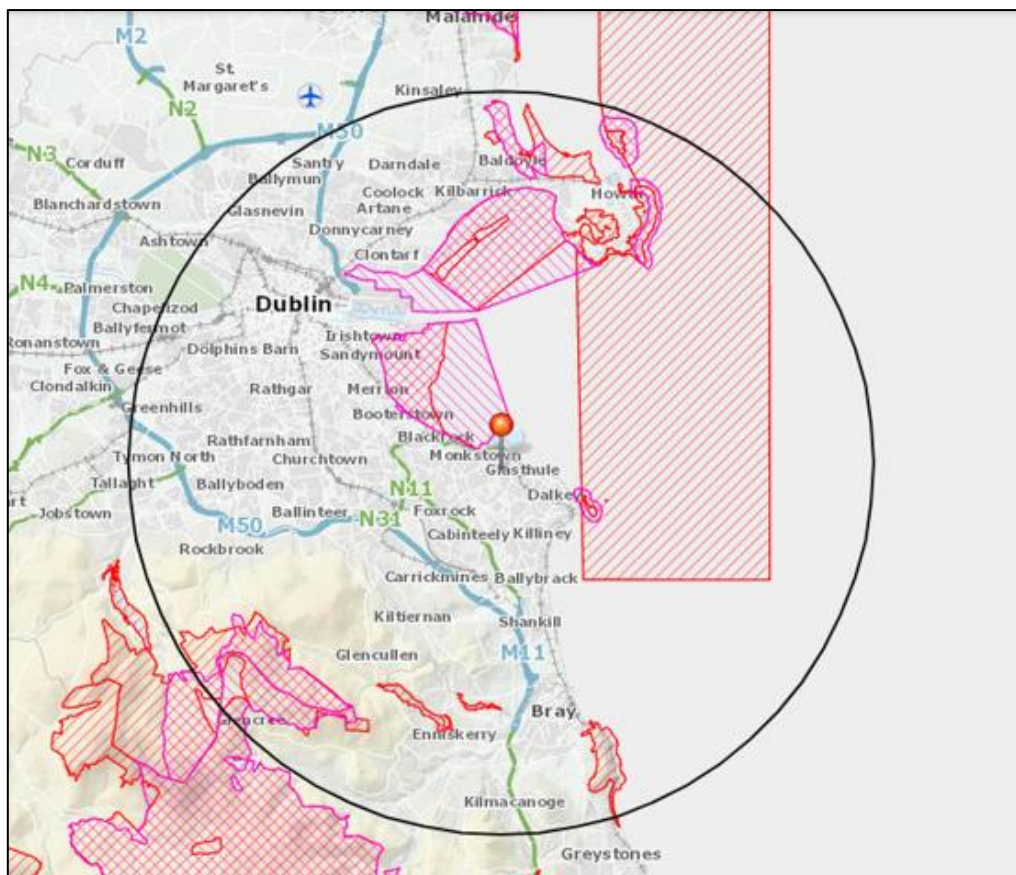 Malahide
M2
St.
Margaret's
Kinsaley
N2
M50
N3
Corduff
Santry
Darndale
Baldoyle
Ballymun
Coolock
Kilbarrick
Howth
Blanchardstown
Artane
Glasnevin
Donnycarney
Ashtown
Clontarf
N4
Palmerston
Chapelizod
Dublin
Ballyfermot
Irishtown
Ronanstown
Dolphins Barn
Sandymount
Fox & Geese
Clondalkin
Rathgar
Merrion
Greenhills
Booterstown
Rathfarnham
Blackrock
Tymon North
Churchtown
Monkstown
Glasthule
Tallaght
Ballyboden
N11
Dalkey
Jobstown
M50
Ballinteer
N31
Foxrock
Cabinteely
Killiney
Rockbrook
Carrickmines
Ballybrack
Kiltiernan
Shankill
Glencullen
M11
Glencree
Bray
Enniskerry
Kilmacanoge
Greystones